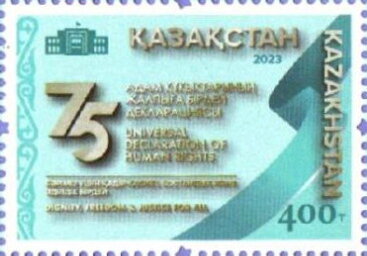 ҚАЗАҚСТАН
2023
KAZAKHSTAN
75
АДАМ ҚҰҚЫҚТАРЫНЫҢ
ЖАЛПЫҒА БІРДЕЙ
ДЕКЛАРАЦИЯСЫ
UNIVERSAL
DECLARATION OF
HUMAN RIGHTS
DIGNITY, FREEDOM & JUSTICE FOR ALL
400т